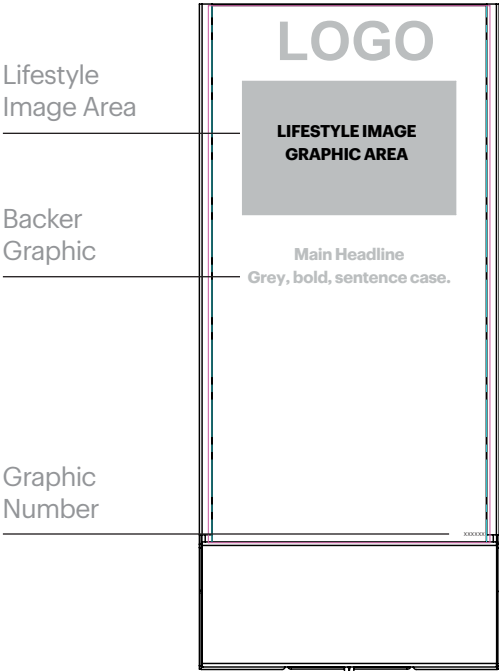 LOGO
Lifestyle
Image Area
LIFESTYLE IMAGE
GRAPHIC AREA
Backer
Graphic
Main Headline
Grey, bold, sentence case.
Graphic
Number
XXXXXX